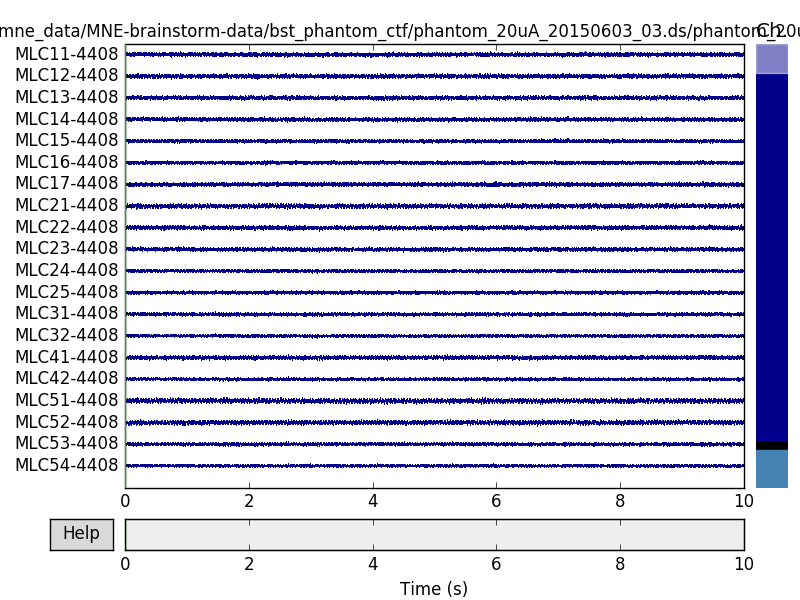 mne_data/MNE-brainstorm-data/bst_phantom_ctf/phantom_20uA_20150603_03.ds/phantom_20u
Ch.
MLC11-4408
MLC12-4408
MLC13-4408
MLC14-4408
MLC15-4408
MLC16-4408
MLC17-4408
MLC21-4408
MLC22-4408
MLC23-4408
MLC24-4408
MLC25-4408
MLC31-4408
MLC32-4408
MLC41-4408
MLC42-4408
MLC51-4408
MLC52-4408
MLC53-4408
MLC54-4408
0 2 4 6 8 10
Help
0 2 4 6 8 10
Time (s)